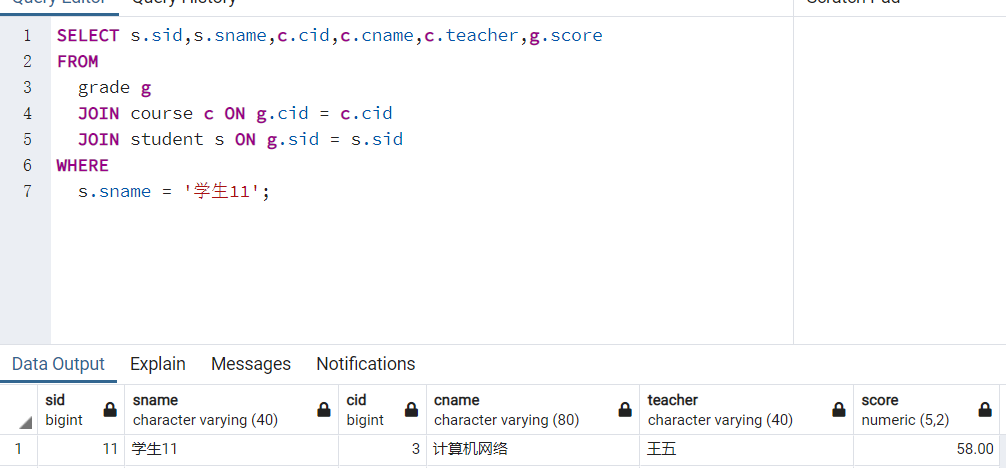 Query Editor Query History Scratch Pad
1 SELECT s.sid,s.sname,c.cid,c.cname,c.teacher,g.score
2 FROM
3 grade g
4 JOIN course c ON g.cid = c.cid
5 JOIN student s ON g.sid = s.sid
6 WHERE
7 s.sname = '学生11';
Data Output Explain Messages Notifications
sid sname cid cname teacher score
bigint character varying (40) bigint character varying (80) character varying (40) numeric (5,2)
1 11 学生11 3 计算机网络 王五 58.00